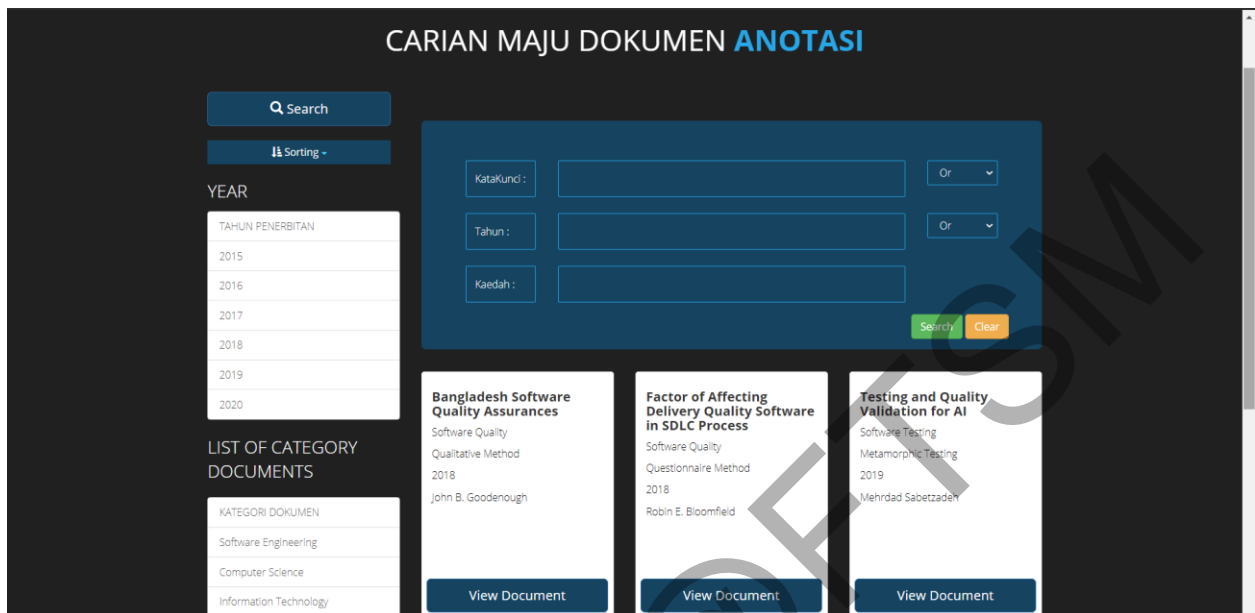 CARIAN MAJU DOKUMEN ANOTASI
Search
Sorting
YEAR
TAHUN PENERBITAN
2015
2016
2017
2018
2019
2020
LIST OF CATEGORY
DOCUMENTS
KATEGORI DOKUMEN
Software Engineering
Computer Science
Information Technology
KataKunci :
Or
Tahun :
Or
Kaedah :
Search
Clear
Bangladesh Software
Quality Assurances
Software Quality
Qualitative Method
2018
John B. Goodenough
View Document
Factor of Affecting
Delivery Quality Software
in SDLC Process
Software Quality
Questionnaire Method
2018
Robin E. Bloomfield
View Document
Testing and Quality
Validation for AI
Software Testing
Metamorphic Testing
2019
Mehrdad Sabetzadeh
View Document
@FTSM